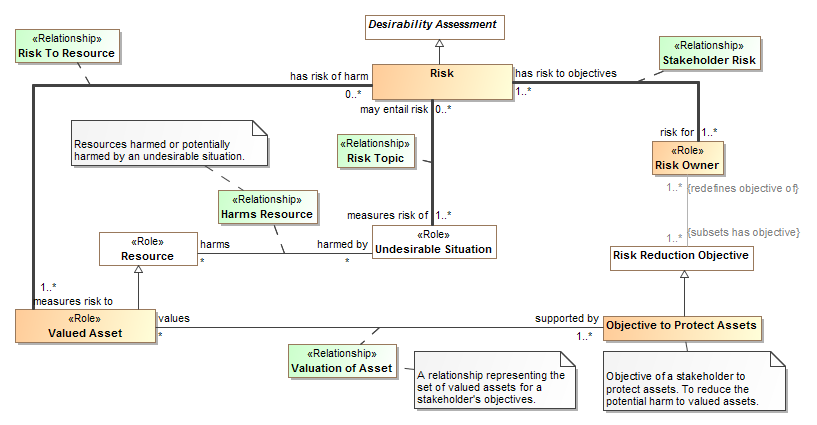 Desirability Assessment
«Relationship»
Risk To Resource
«Relationship»
Stakeholder Risk
Risk
has risk of harm
0..*
has risk to objectives
1..*
may entail risk
0..*
Resources harmed or potentially
harmed by an undesirable situation.
«Relationship»
Risk Topic
risk for
1..*
«Role»
Risk Owner
1..*
{redefines objective of}
«Relationship»
Harms Resource
measures risk of
1..*
«Role»
Resource
harms
*
harmed by
*
«Role»
Undesirable Situation
1..*
{subsets has objective}
Risk Reduction Objective
1..*
measures risk to
«Role»
Valued Asset
values
*
supported by
1..*
Objective to Protect Assets
«Relationship»
Valuation of Asset
A relationship representing the
set of valued assets for a
stakeholder's objectives.
Objective of a stakeholder to
protect assets. To reduce the
potential harm to valued assets.